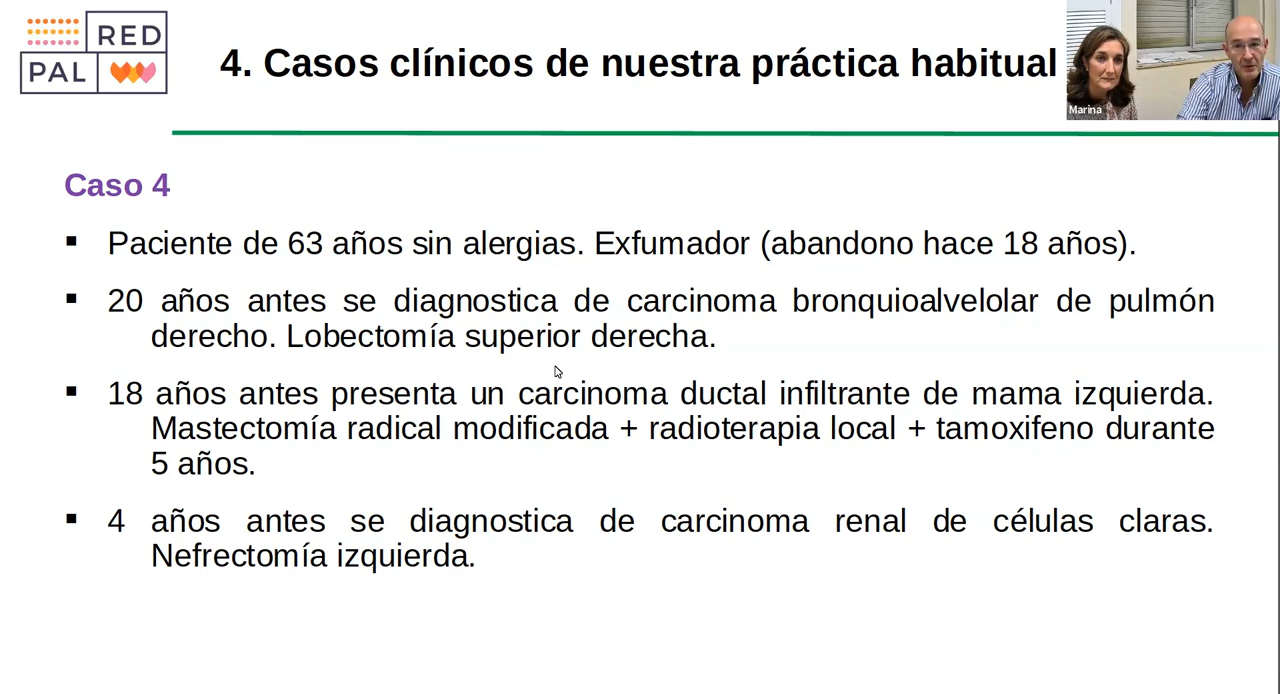 RED
PAL
4. Casos clínicos de nuestra práctica habitual
Marina
Caso 4
▪ Paciente de 63 años sin alergias. Exfumador (abandono hace 18 años).
▪ 20 años antes se diagnostica de carcinoma bronquioalvelolar de pulmón
derecho. Lobectomía superior derecha.
▪ 18 años antes presenta un carcinoma ductal infiltrante de mama izquierda.
Mastectomía radical modificada + radioterapia local + tamoxifeno durante
5 años.
▪ 4 años antes se diagnostica de carcinoma renal de células claras.
Nefrectomía izquierda.